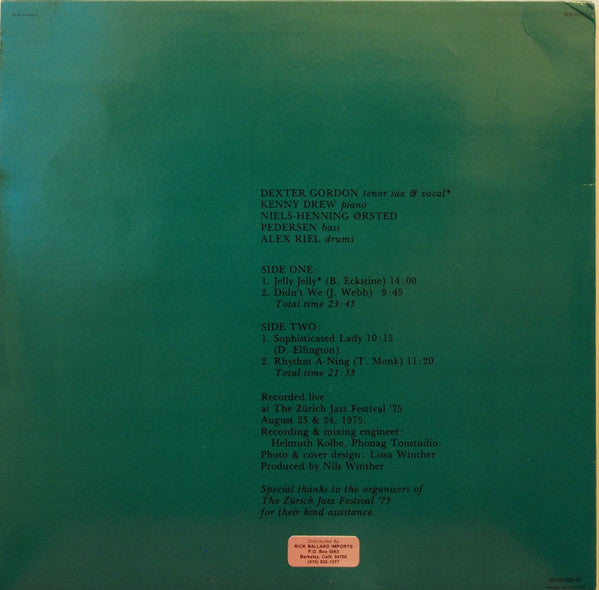 DEXTER GORDON tenor sax & vocal*
KENNY DREW piano
NIELS-HENNING ØRSTED
PEDERSEN bass
ALEX RIEL drums
SIDE ONE:
1. Jelly Jelly* (B. Eckstine) 14:00
2. Didn't We (J. Webb) 9:45
Total time 23:45
SIDE TWO:
1. Sophisticated Lady 10:15
(D. Ellington)
2. Rhythm-A-Ning (T. Monk) 11:20
Total time 21:35
Recorded live
at The Zürich Jazz Festival '75
August 23 & 24, 1975.
Recording & mixing engineer:
Helmuth Kolbe, Phonag Tonstudio.
Photo & cover design: Lissa Winther
Produced by Nils Winther
Special thanks to the organizers of
The Zürich Jazz Festival '75
for their kind assistance.
Distributed By
RICK BALLARD IMPORTS
P.O. Box 5063
Berkeley, Calif. 94705
(415) 832-1277